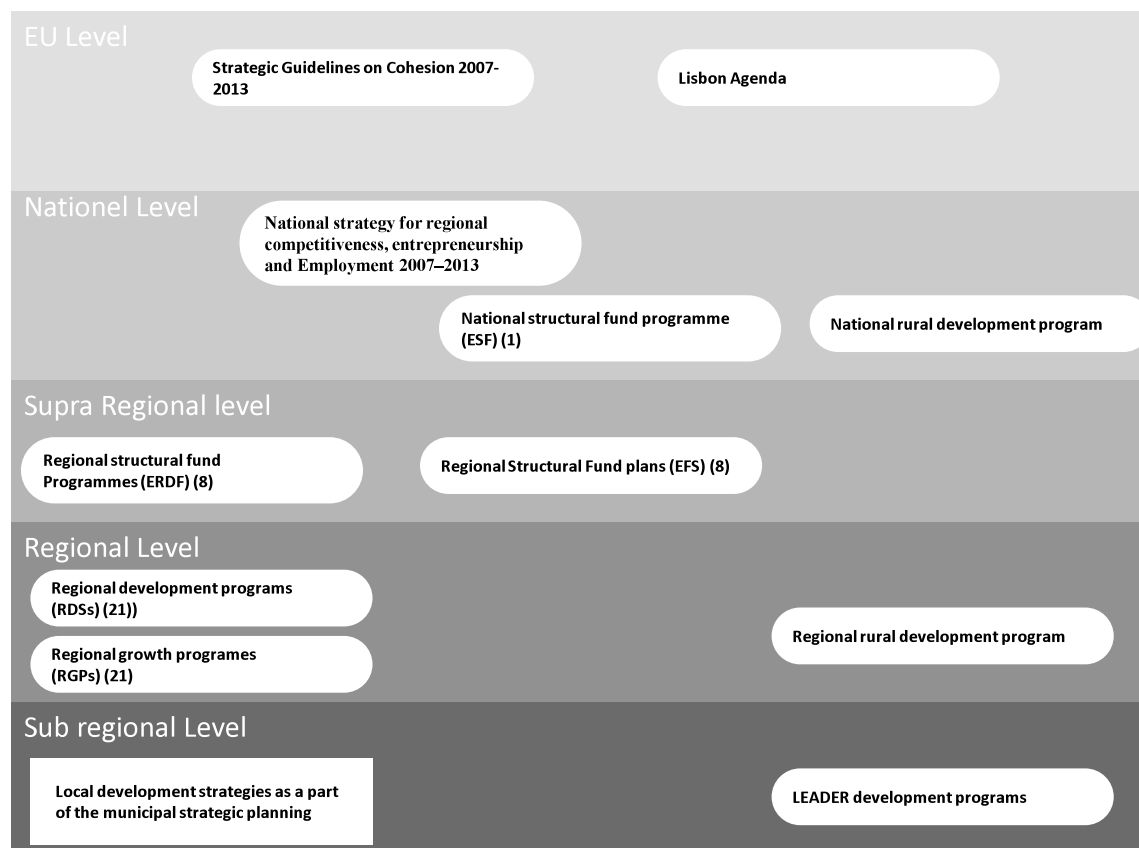 EU Level
Strategic Guidelines on Cohesion 2007-
2013
Lisbon Agenda
Nationel Level
National strategy for regional
competitiveness, entrepreneurship
and Employment 2007–2013
National structural fund programme
(ESF) (1)
National rural development program
Supra Regional level
Regional structural fund
Programmes (ERDF) (8)
Regional Structural Fund plans (EFS) (8)
Regional Level
Regional development programs
(RDSs) (21))
Regional growth programes
(RGPs) (21)
Regional rural development program
Sub regional Level
Local development strategies as a part
of the municipal strategic planning
LEADER development programs